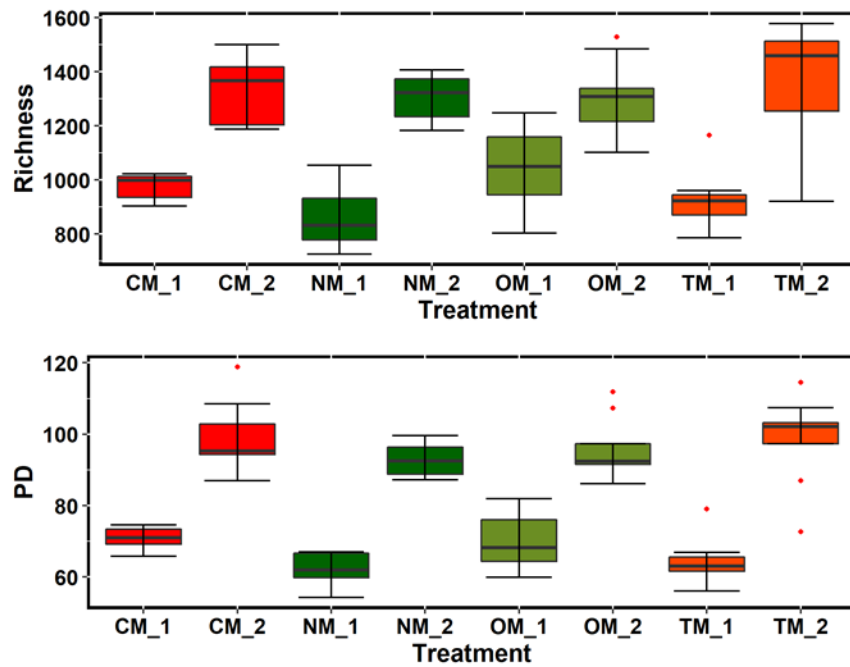 1600
1400
1200
1000
800
Richness
CM_1 CM_2 NM_1 NM_2 OM_1 OM_2 TM_1 TM_2
Treatment
120
100
80
60
PD
CM_1 CM_2 NM_1 NM_2 OM_1 OM_2 TM_1 TM_2
Treatment